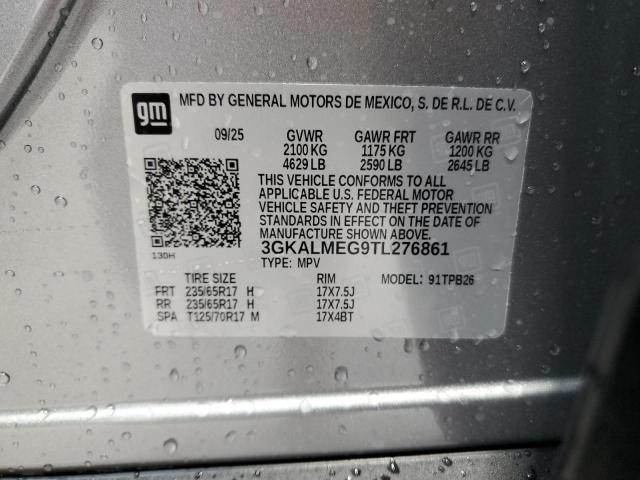 gm
MFD BY GENERAL MOTORS DE MEXICO, S. DE R.L. DE C.V.
09/25 GVWR GAWR FRT GAWR RR
2100 KG 1175 KG 1200 KG
4629 LB 2590 LB 2645 LB
THIS VEHICLE CONFORMS TO ALL
APPLICABLE U.S. FEDERAL MOTOR
VEHICLE SAFETY AND THEFT PREVENTION
STANDARDS IN EFFECT ON THE DATE OF
MANUFACTURE SHOWN ABOVE.
130H
3GKALMEG9TL276861
TYPE: MPV
TIRE SIZE RIM MODEL: 91TPB26
FRT 235/65R17 H 17X7.5J
RR 235/65R17 H 17X7.5J
SPA T125/70R17 M 17X4BT